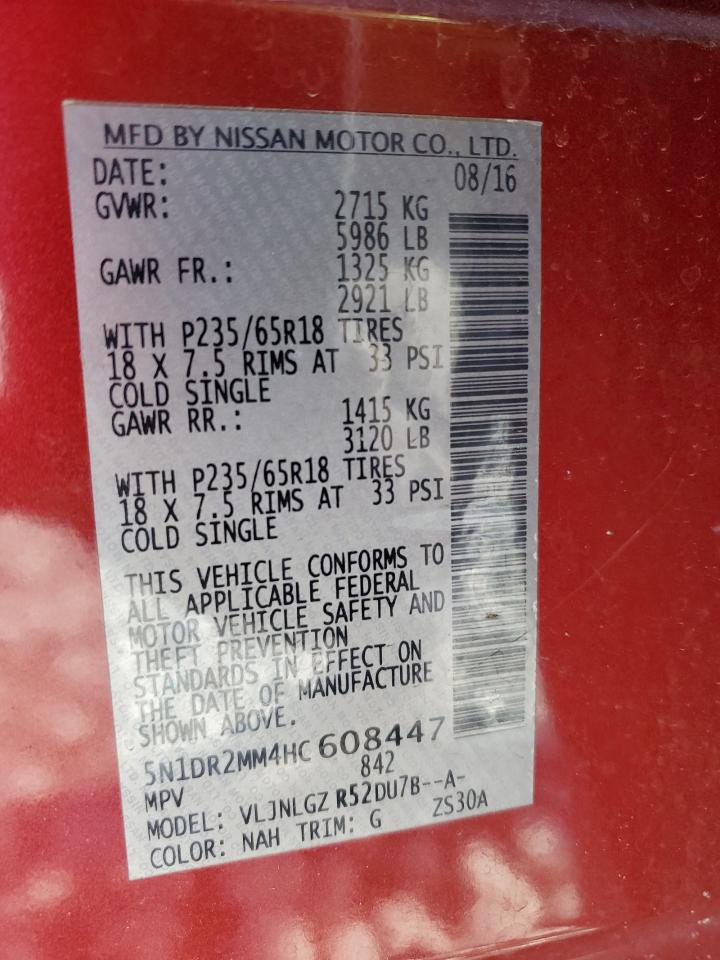 MFD BY NISSAN MOTOR CO., LTD.
DATE: 08/16
GVWR: 2715 KG
5986 LB
GAWR FR.: 1325 KG
2921 LB
WITH P235/65R18 TIRES
18 X 7.5 RIMS AT 33 PSI
COLD SINGLE
GAWR RR.: 1415 KG
3120 LB
WITH P235/65R18 TIRES
18 X 7.5 RIMS AT 33 PSI
COLD SINGLE
THIS VEHICLE CONFORMS TO
ALL APPLICABLE FEDERAL
MOTOR VEHICLE SAFETY AND
THEFT PREVENTION
STANDARDS IN EFFECT ON
THE DATE OF MANUFACTURE
SHOWN ABOVE.
5N1DR2MM4HC 608447
MPV 842
MODEL: VLJNLGZ R52DU7B--A-
COLOR: NAH TRIM: G ZS30A